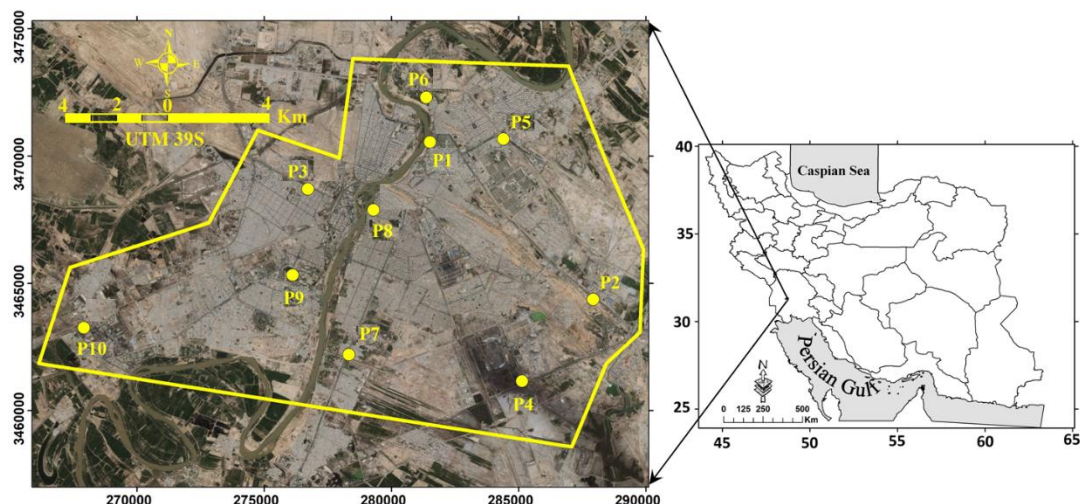 3475000
3470000
3465000
3460000
N
W E
S
4 2 0 4 Km
UTM 39S
P6
P5
P1
P3
P8
P9
P2
P10
P7
P4
270000 275000 280000 285000 290000
40
35
30
25
Caspian Sea
Persian Gulf
N
0 125 250 500
Km
45 50 55 60 65